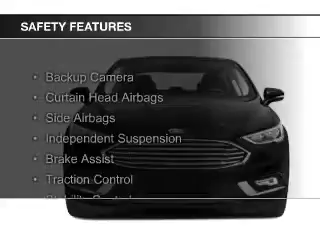 SAFETY FEATURES
• Backup Camera
• Curtain Head Airbags
• Side Airbags
• Independent Suspension
• Brake Assist
• Traction Control